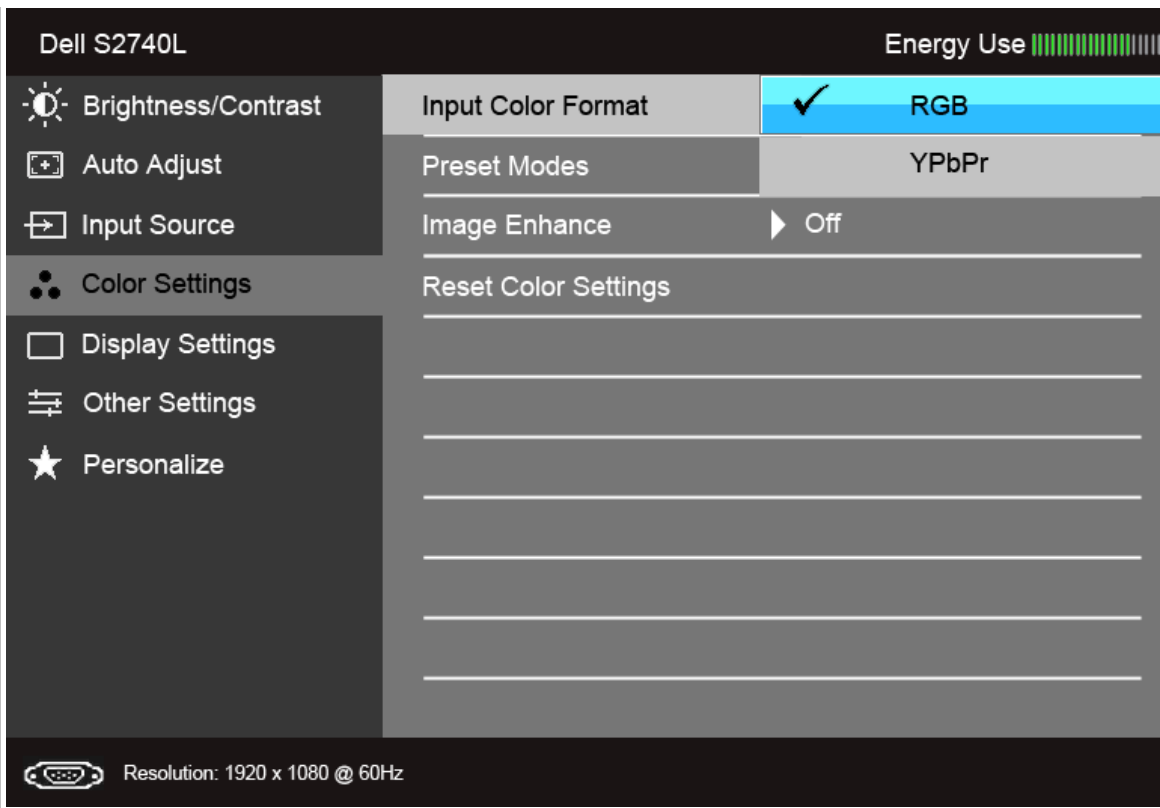 Dell S2740L
Energy Use
Brightness/Contrast
Auto Adjust
Input Source
Color Settings
Display Settings
Other Settings
Personalize
Input Color Format
RGB
Preset Modes
YPbPr
Image Enhance
Off
Reset Color Settings
Resolution: 1920 x 1080 @ 60Hz